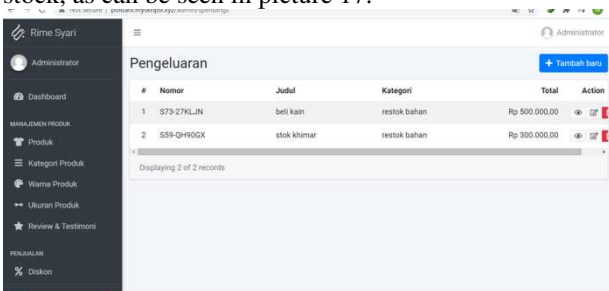 stock, as can be seen in picture 17.
Not secure
Rime Syari
Administrator
Administrator
Pengeluaran
+ Tambah baru
Dashboard
# Nomor Judul Kategori Total Action
1 S73-27KLJN beli kain restok bahan Rp 500.000,00
MANAJEMEN PRODUK
2 S59-QH90GX stok khimar restok bahan Rp 300.000,00
Produk
Displaying 2 of 2 records
Kategori Produk
Warna Produk
Ukuran Produk
Review & Testimoni
PENJUALAN
Diskon